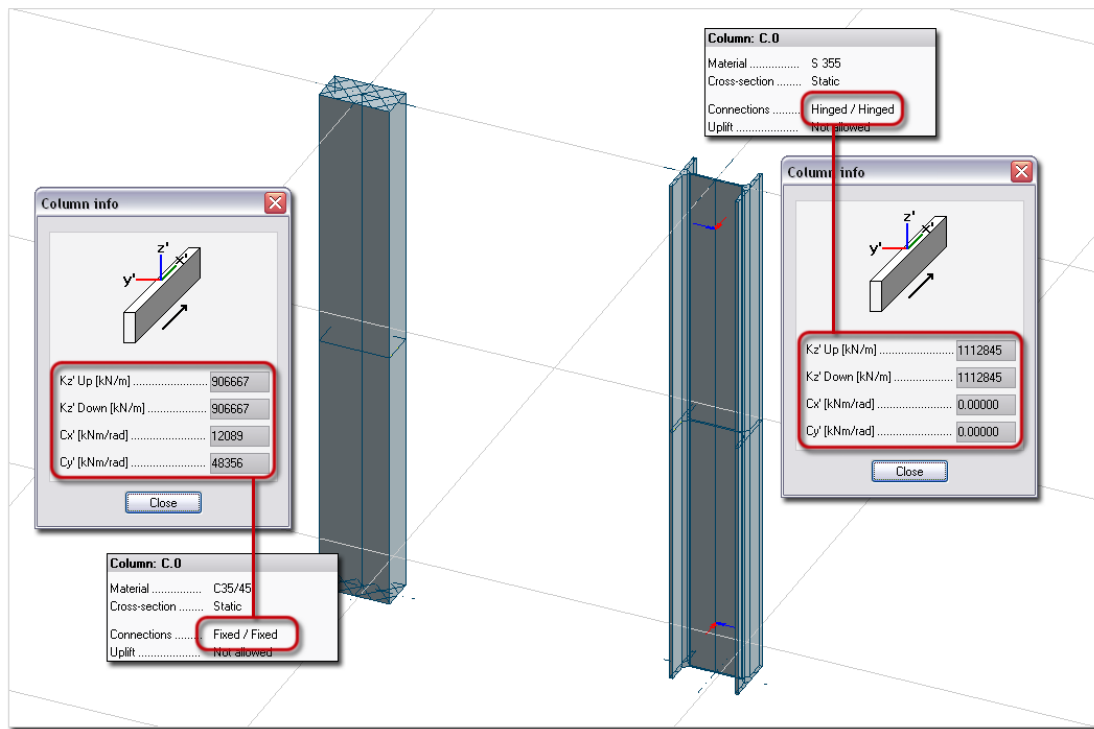 Column: C.0
Material ................ S 355
Cross-section ....... Static
Connections ........ Hinged / Hinged
Uplift .................... Not allowed
Column info
z'
x'
y'
Kz' Up [kN/m] .................. 906667
Kz' Down [kN/m] .............. 906667
Cx' [kNm/rad] .................. 12089
Cy' [kNm/rad] .................. 48356
Close
Column info
z'
x'
y'
Kz' Up [kN/m] .................. 1112845
Kz' Down [kN/m] .............. 1112845
Cx' [kNm/rad] .................. 0.00000
Cy' [kNm/rad] .................. 0.00000
Close
Column: C.0
Material ................ C35/45
Cross-section ....... Static
Connections ........ Fixed / Fixed
Uplift .................... Not allowed